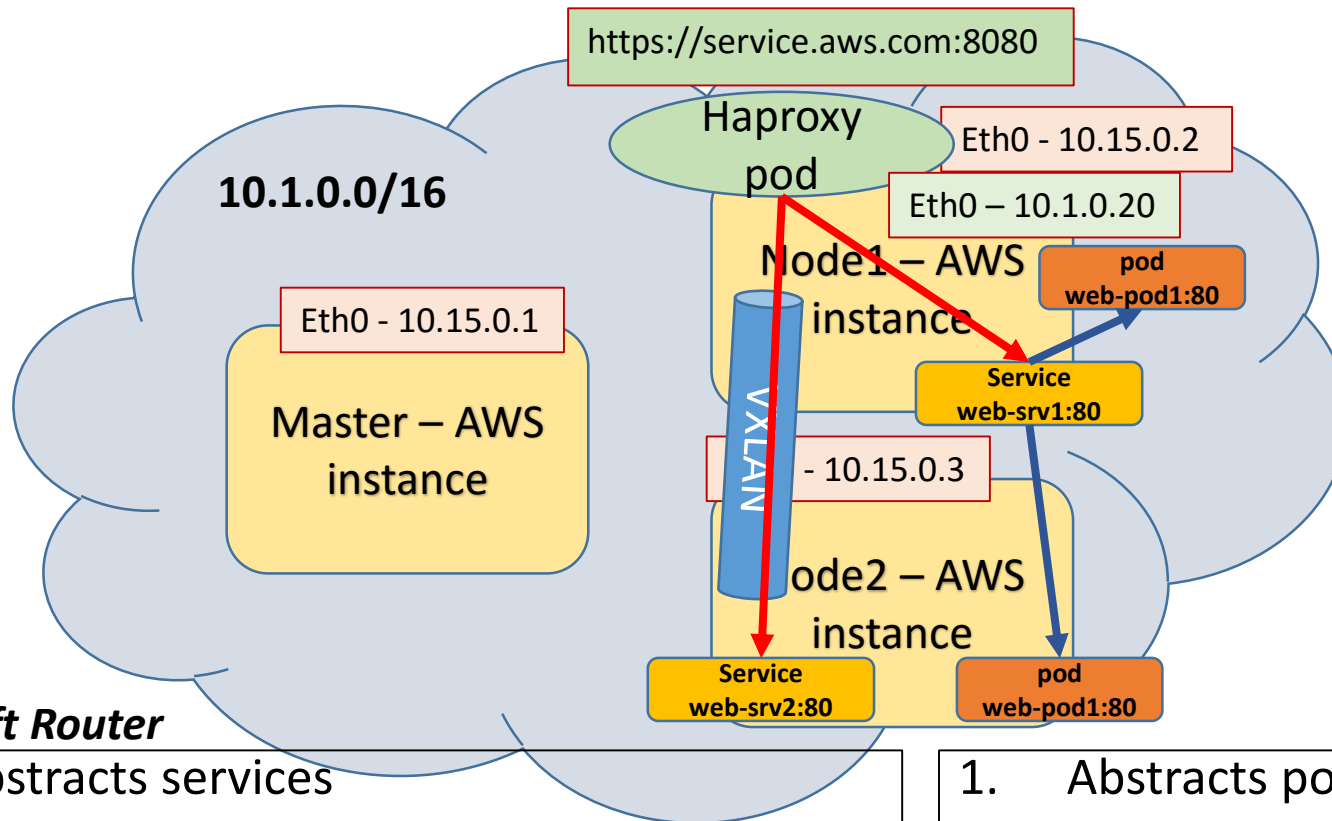 https://service.aws.com:8080
Haproxy
pod
Eth0 - 10.15.0.2
10.1.0.0/16
Eth0 – 10.1.0.20
Node1 – AWS
instance
pod
web-pod1:80
Eth0 - 10.15.0.1
Service
web-srv1:80
Master – AWS
instance
VXLAN
- 10.15.0.3
ode2 – AWS
instance
Service
web-srv2:80
pod
web-pod1:80
ft Router
ostracts services
1. Abstracts po